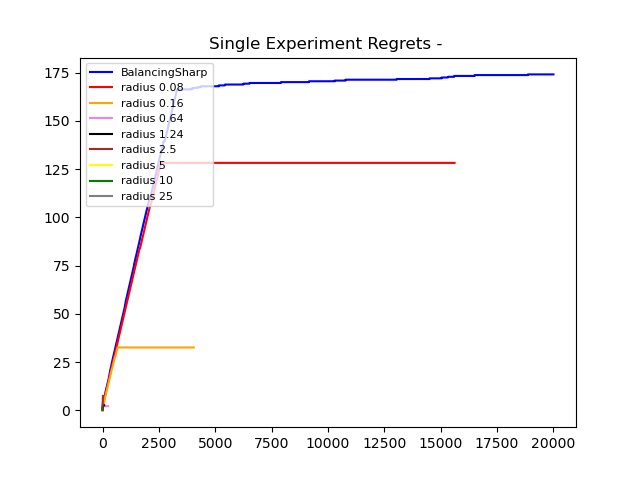 Single Experiment Regrets -
175
150
125
100
75
50
25
0
BalancingSharp
radius 0.08
radius 0.16
radius 0.64
radius 1.24
radius 2.5
radius 5
radius 10
radius 25
0 2500 5000 7500 10000 12500 15000 17500 20000